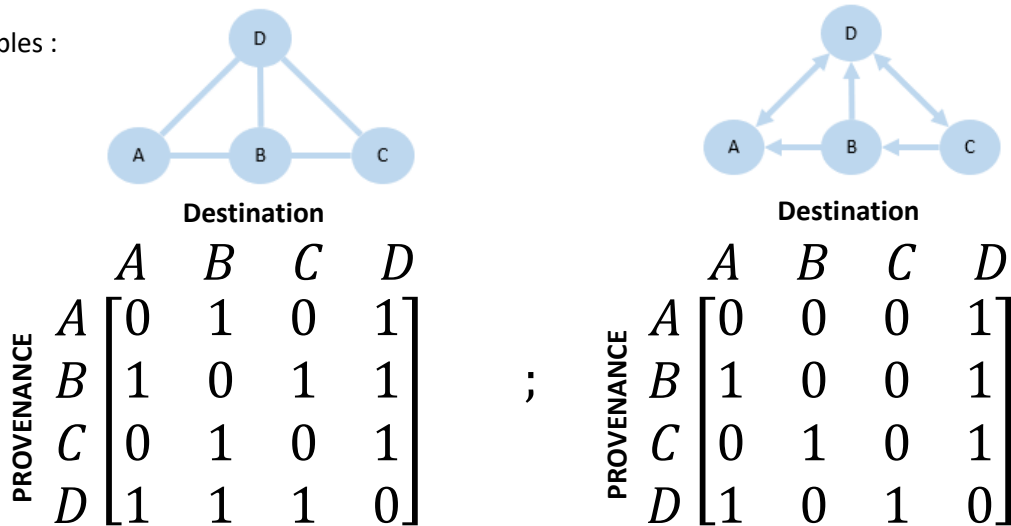 ples :
D
A B C
Destination
A B C D
PROVENANCE
A 0 1 0 1
B 1 0 1 1
C 0 1 0 1
D 1 1 1 0
;
D
A B C
Destination
A B C D
PROVENANCE
A 0 0 0 1
B 1 0 0 1
C 0 1 0 1
D 1 0 1 0